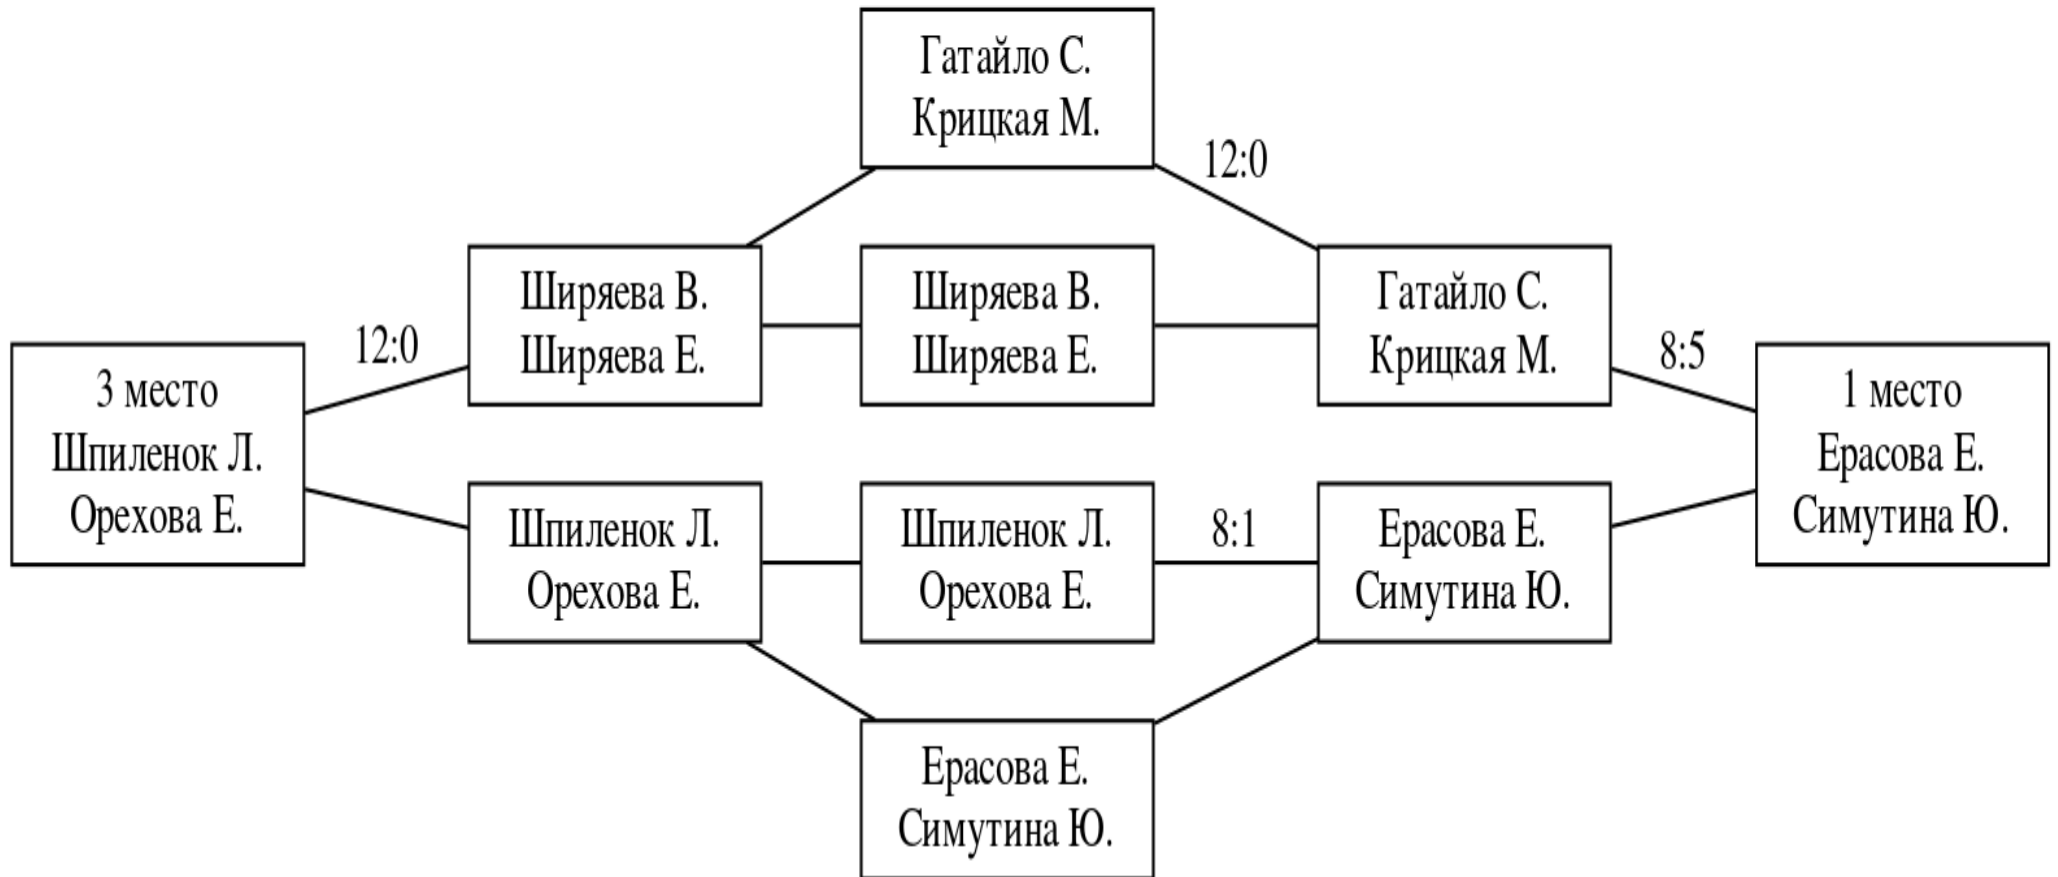 Гатайло С.
Крицкая М.
12:0
Ширяева В.
Ширяева Е.
Ширяева В.
Ширяева Е.
Гатайло С.
Крицкая М.
12:0
8:5
3 место
Шпиленок Л.
Орехова Е.
1 место
Ерасова Е.
Симутина Ю.
Шпиленок Л.
Орехова Е.
Шпиленок Л.
Орехова Е.
8:1
Ерасова Е.
Симутина Ю.
Ерасова Е.
Симутина Ю.